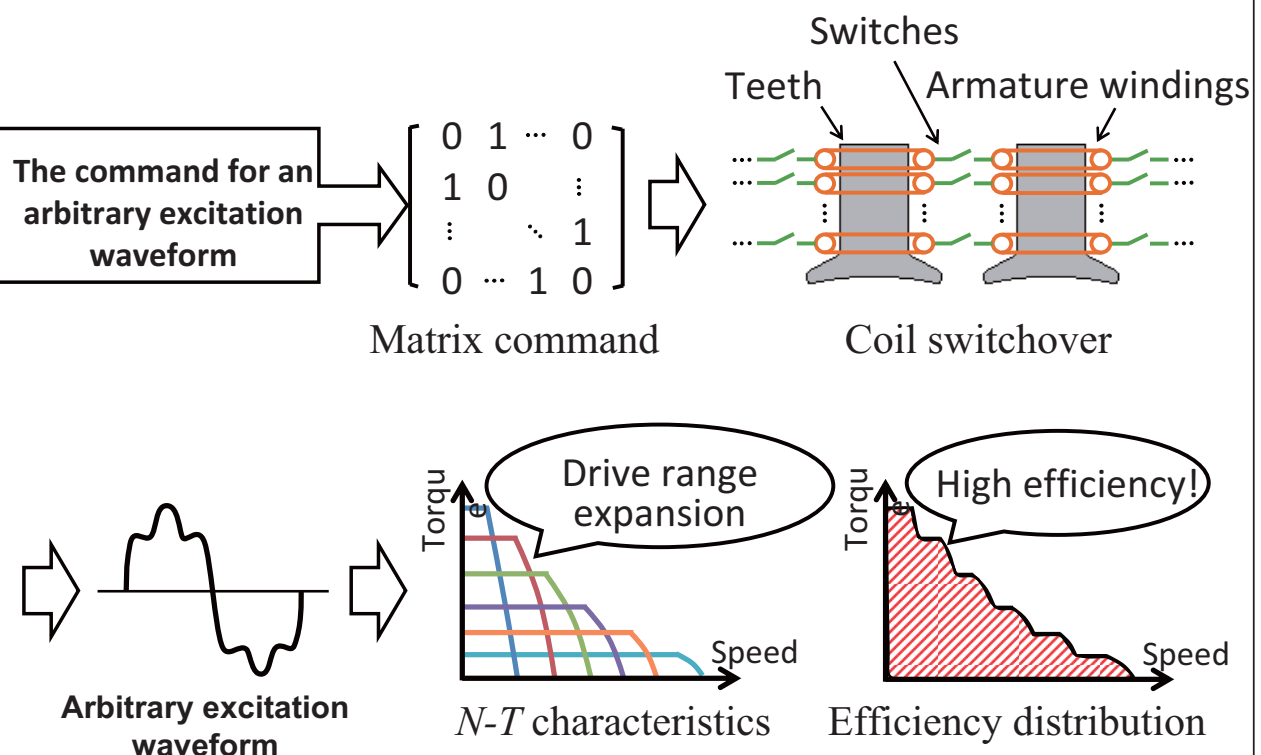 Switches
Teeth
Armature windings
The command for an
arbitrary excitation
waveform
0 1 ⋯ 0
1 0 ⋮
⋮ ⋱ 1
0 ⋯ 1 0
Matrix command
Coil switchover
Drive range
expansion
Torqu
e
Speed
High efficiency!
Torqu
e
Speed
Arbitrary excitation
waveform
N-T characteristics
Efficiency distribution